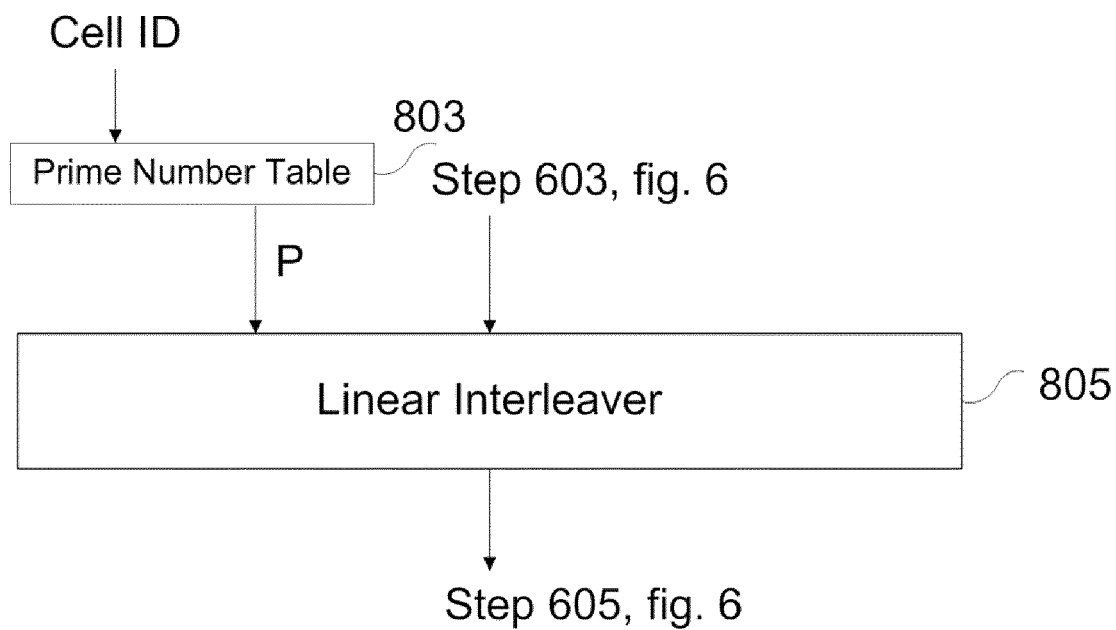 Cell ID
803
Prime Number Table
Step 603, fig. 6
P
Linear Interleaver
805
Step 605, fig. 6